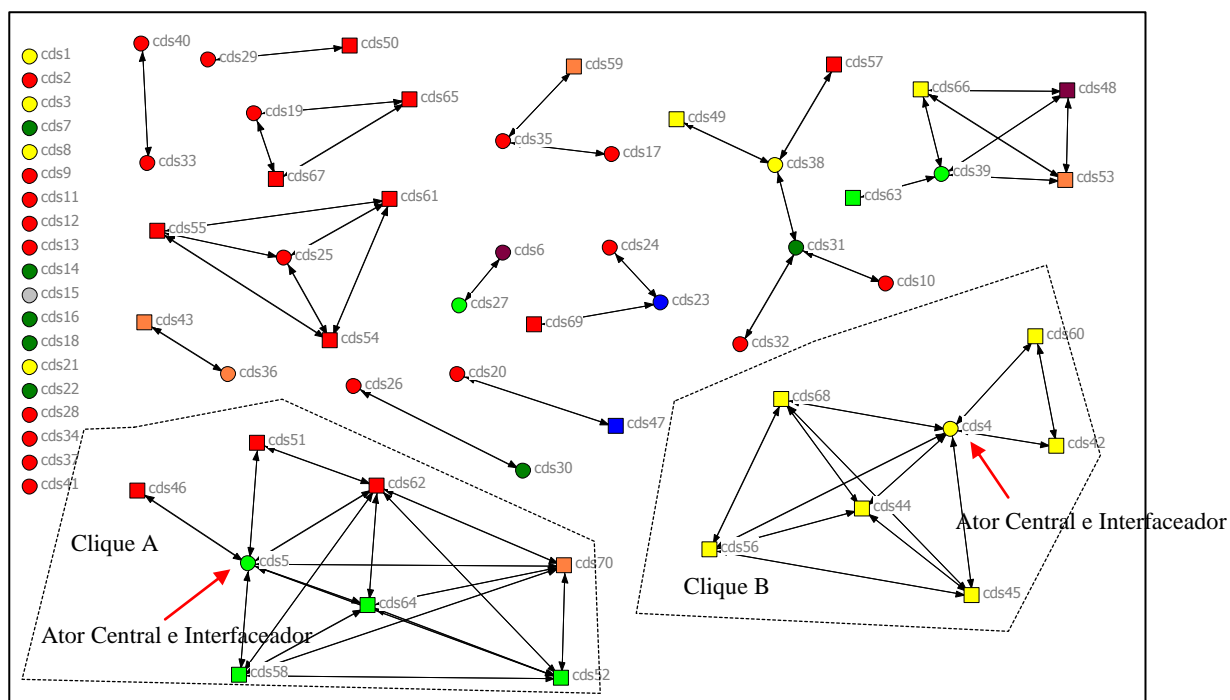 cds1
cds2
cds3
cds7
cds8
cds9
cds11
cds12
cds13
cds14
cds15
cds16
cds18
cds21
cds22
cds28
cds34
cds37
cds41
cds40
cds29
cds50
cds33
cds19
cds65
cds67
cds59
cds35
cds17
cds57
cds49
cds38
cds66
cds48
cds39
cds53
cds63
cds61
cds55
cds25
cds54
cds6
cds27
cds24
cds23
cds69
cds31
cds10
cds32
cds43
cds36
cds26
cds30
cds20
cds47
cds51
cds46
cds62
Clique A
cds5
cds70
cds64
Ator Central e Interfaceador
cds58
cds52
cds60
cds68
cds4
cds42
cds44
Ator Central e Interfaceador
cds56
Clique B
cds45